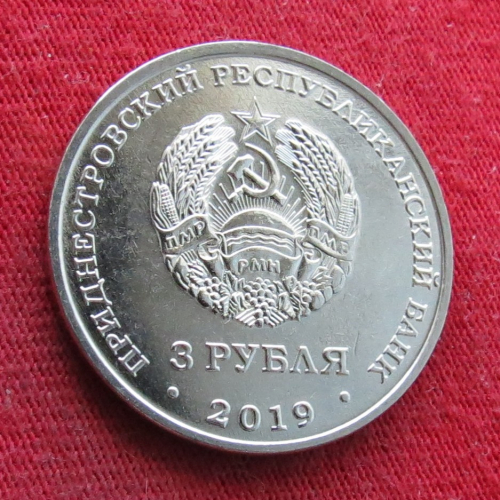 ПРИДНЕСТРОВСКИЙ РЕСПУБЛИКАНСКИЙ БАНК
ПМР РМН ПМР
3 РУБЛЯ
• 2019 •